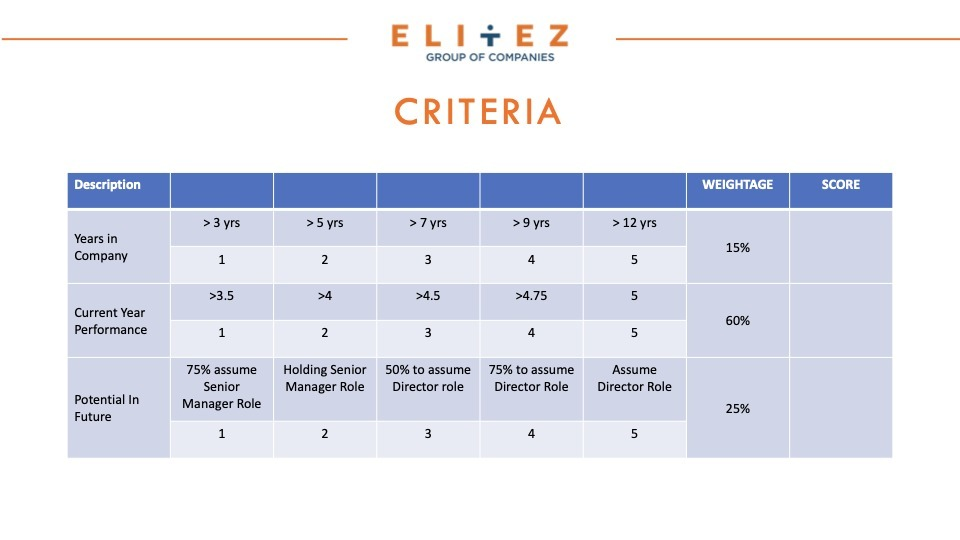 ELITEZ
GROUP OF COMPANIES
CRITERIA
Description WEIGHTAGE SCORE
Years in Company > 3 yrs > 5 yrs > 7 yrs > 9 yrs > 12 yrs 15%
1 2 3 4 5
Current Year Performance >3.5 >4 >4.5 >4.75 5 60%
1 2 3 4 5
Potential In Future 75% assume Senior Manager Role Holding Senior Manager Role 50% to assume Director role 75% to assume Director Role Assume Director Role 25%
1 2 3 4 5